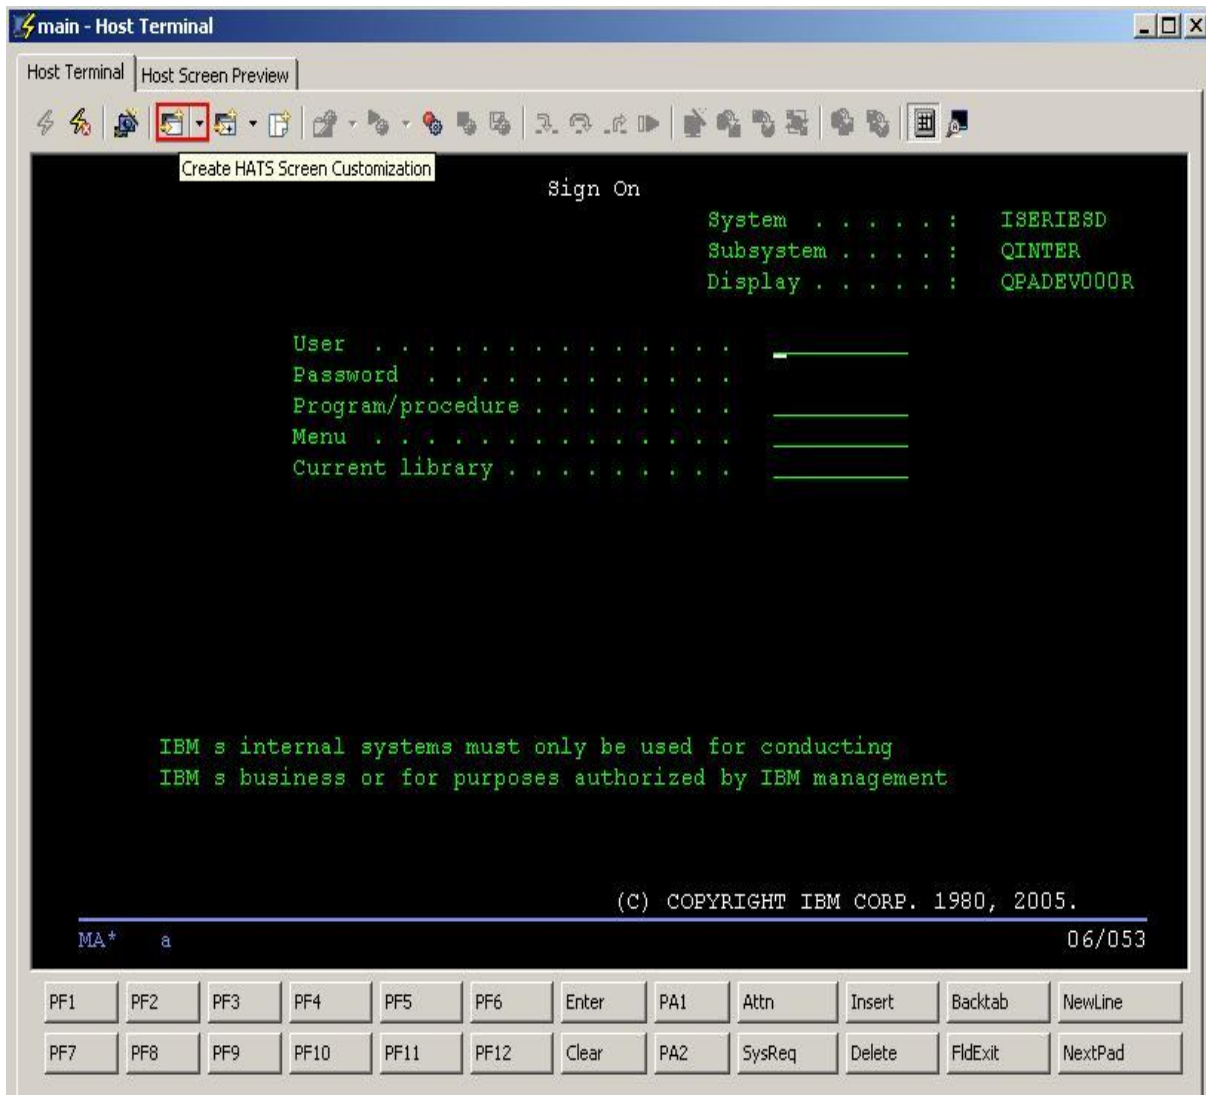 main - Host Terminal
Host Terminal Host Screen Preview
Create HATS Screen Customization
Sign On
System . . . . . : ISERIESD
Subsystem . . . . : QINTER
Display . . . . . : QPADEV000R
User . . . . . . . . . . . . . .
Password . . . . . . . . . . . .
Program/procedure . . . . . . . .
Menu . . . . . . . . . . . . . .
Current library . . . . . . . . .
IBM s internal systems must only be used for conducting
IBM s business or for purposes authorized by IBM management
(C) COPYRIGHT IBM CORP. 1980, 2005.
MA* a 06/053
PF1 PF2 PF3 PF4 PF5 PF6 Enter PA1 Attn Insert Backtab NewLine
PF7 PF8 PF9 PF10 PF11 PF12 Clear PA2 SysReq Delete FldExit NextPad